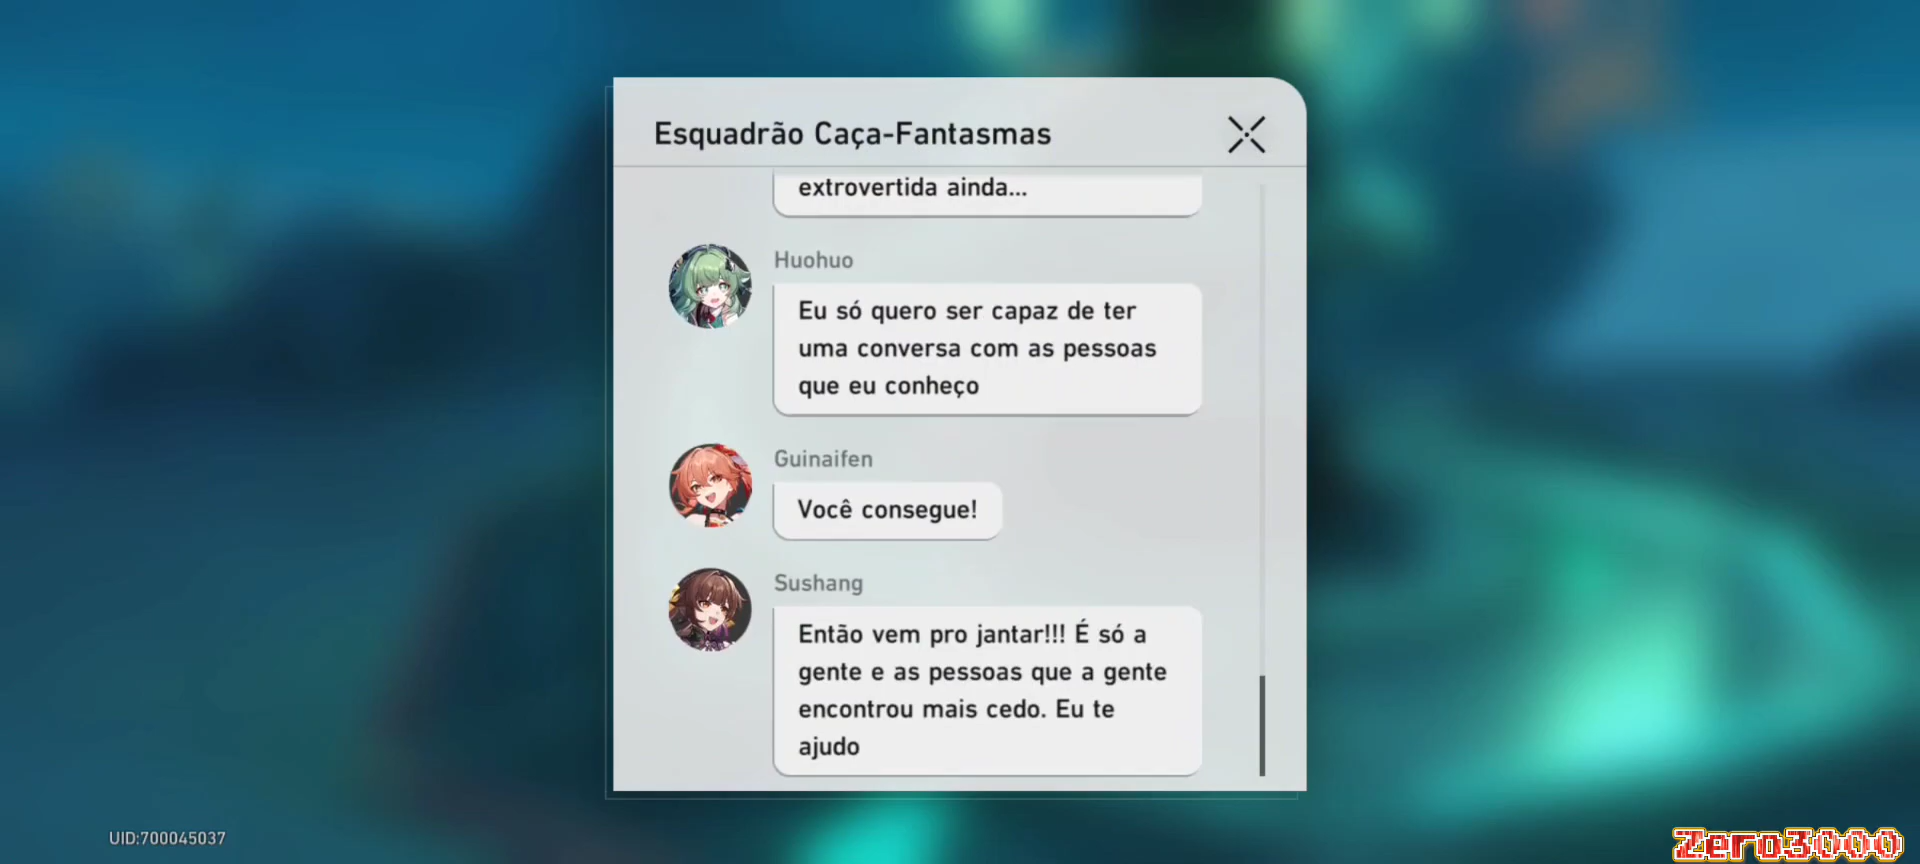 Esquadrão Caça-Fantasmas
extrovertida ainda...
Huohuo
Eu só quero ser capaz de ter
uma conversa com as pessoas
que eu conheço
Guinaifen
Você consegue!
Sushang
Então vem pro jantar!!! É só a
gente e as pessoas que a gente
encontrou mais cedo. Eu te
ajudo
UID:700045037
Zero3000